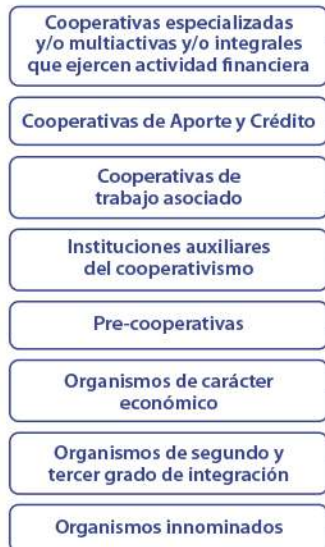 Cooperativas especializadas
y/o multiactivas y/o integrales
que ejercen actividad financiera
Cooperativas de Aporte y Crédito
Cooperativas de
trabajo asociado
Instituciones auxiliares
del cooperativismo
Pre-cooperativas
Organismos de carácter
económico
Organismos de segundo y
tercer grado de integración
Organismos innominados